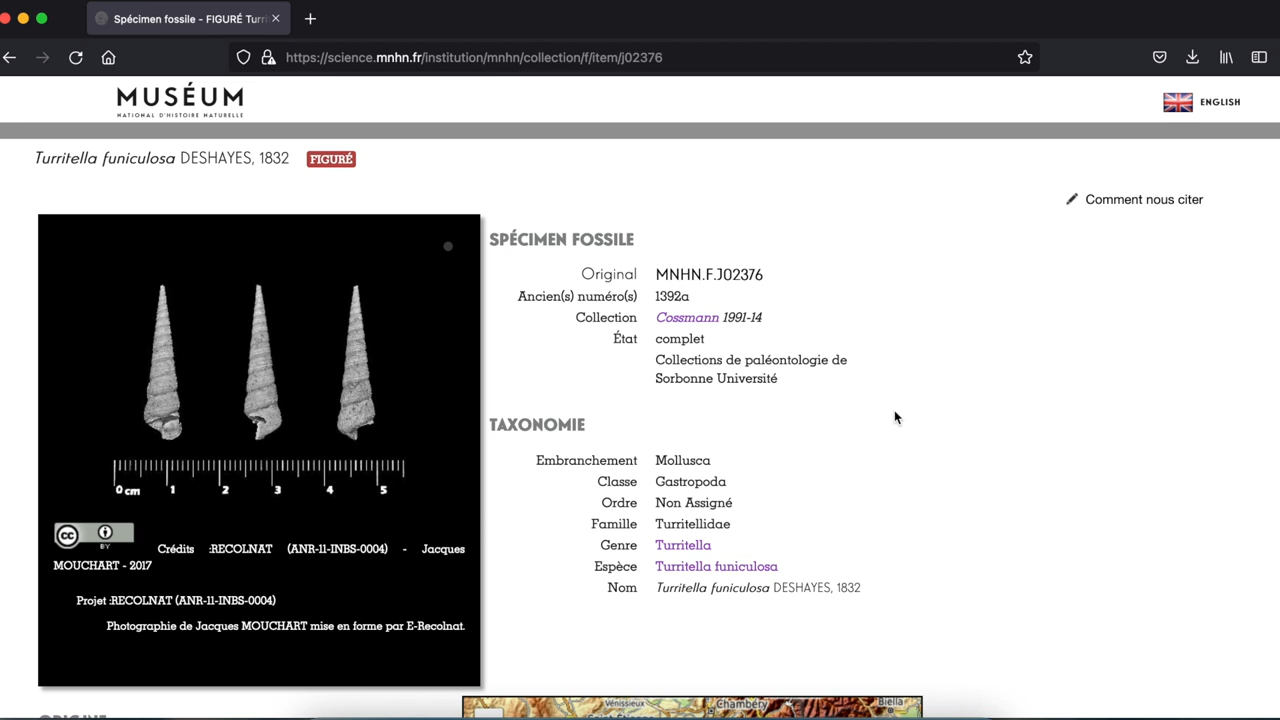 Spécimen fossile - FIGURÉ Turri
https://science.mnhn.fr/institution/mnhn/collection/f/item/j02376
MUSÉUM
NATIONAL D'HISTOIRE NATURELLE
ENGLISH
Turritella funiculosa DESHAYES, 1832 FIGURÉ
Comment nous citer
SPÉCIMEN FOSSILE
Original MNHN.F.J02376
Ancien(s) numéro(s) 1392a
Collection Cossmann 1991-14
État complet
Collections de paléontologie de
Sorbonne Université
TAXONOMIE
Embranchement Mollusca
Classe Gastropoda
Ordre Non Assigné
Famille Turritellidae
Genre Turritella
Espèce Turritella funiculosa
Nom Turritella funiculosa DESHAYES, 1832
0 cm 1 2 3 4 5
cc BY
Crédits :RECOLNAT (ANR-11-INBS-0004) - Jacques
MOUCHART - 2017
Projet :RECOLNAT (ANR-11-INBS-0004)
Photographie de Jacques MOUCHART mise en forme par E-Recolnat.
Vénissieux
Chambéry
Biella